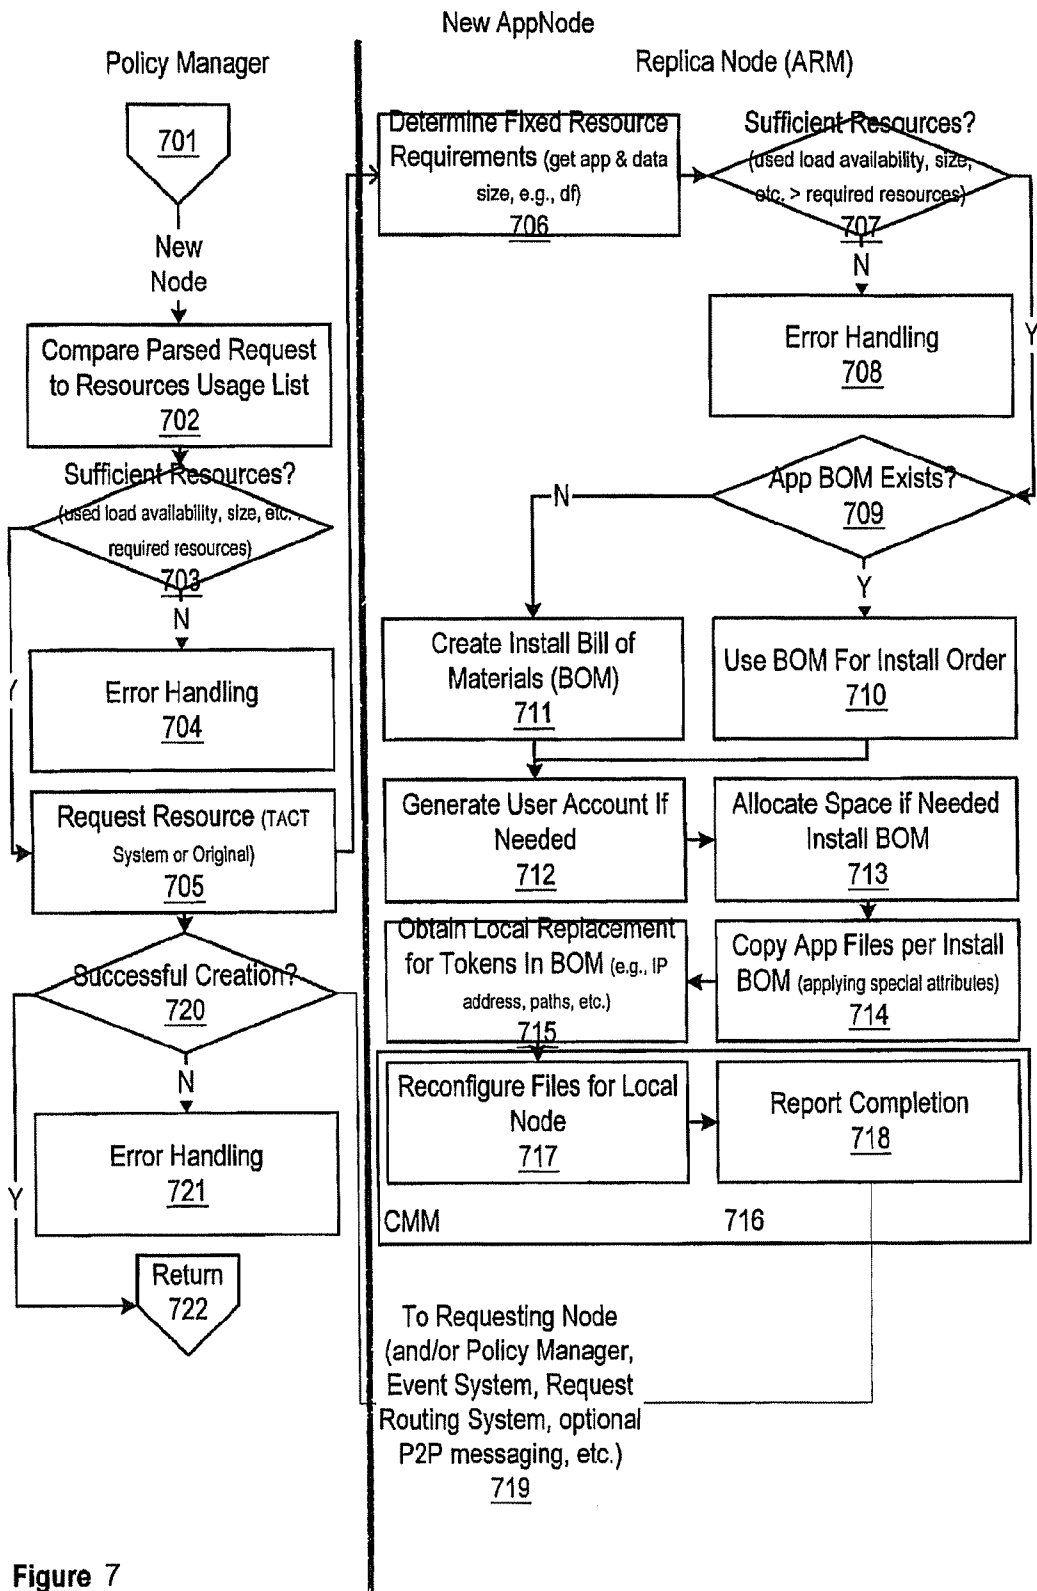 New AppNode
Policy Manager
Replica Node (ARM)
701
New
Node
Compare Parsed Request
to Resources Usage List
702
Sufficient Resources?
(used load availability, size, etc. .
required resources)
703
N
Y
Error Handling
704
Request Resource (TACT
System or Original)
705
Successful Creation?
720
N
Y
Error Handling
721
Return
722
Determine Fixed Resource
Requirements (get app & data
size, e.g., df)
706
Sufficient Resources?
(used load availability, size,
etc. > required resources)
707
N
Y
Error Handling
708
App BOM Exists?
709
N
Y
Create Install Bill of
Materials (BOM)
711
Use BOM For Install Order
710
Generate User Account If
Needed
712
Allocate Space if Needed
Install BOM
713
Obtain Local Replacement
for Tokens In BOM (e.g., IP
address, paths, etc.)
715
Copy App Files per Install
BOM (applying special attributes)
714
Reconfigure Files for Local
Node
717
Report Completion
718
CMM
716
To Requesting Node
(and/or Policy Manager,
Event System, Request
Routing System, optional
P2P messaging, etc.)
719
Figure 7